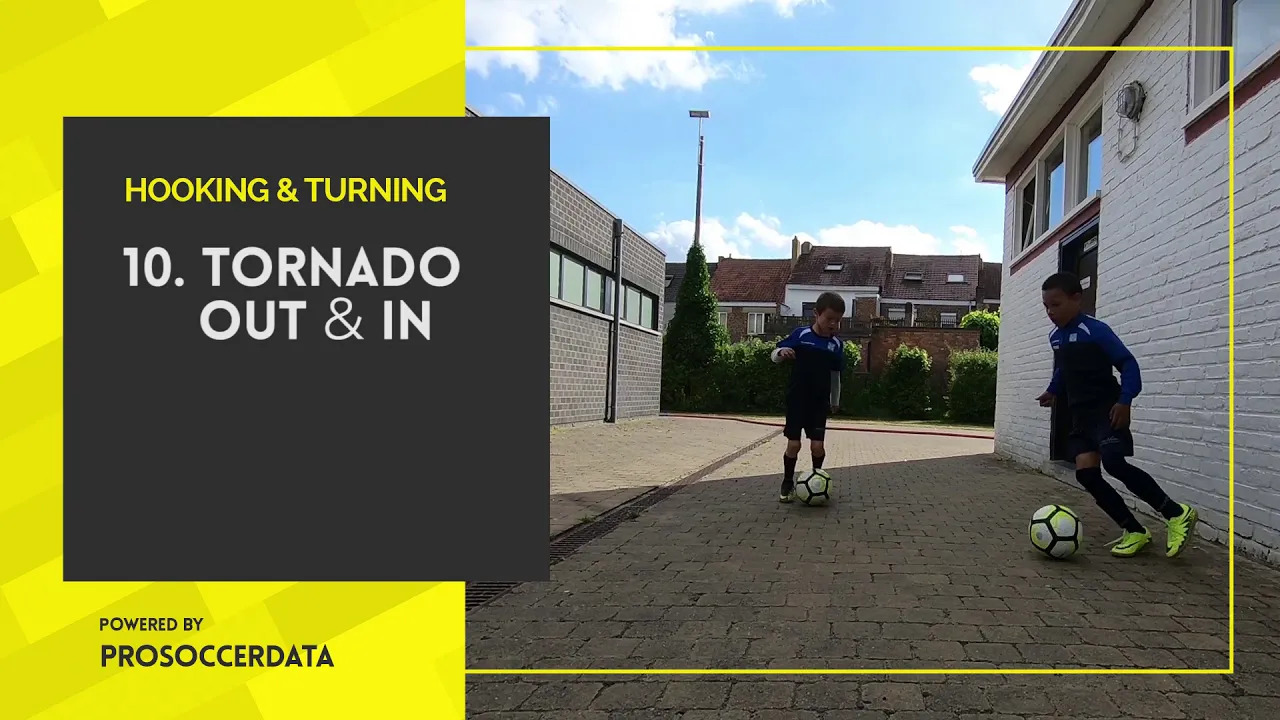 HOOKING & TURNING
10. TORNADO
OUT & IN
POWERED BY
PROSOCCERDATA